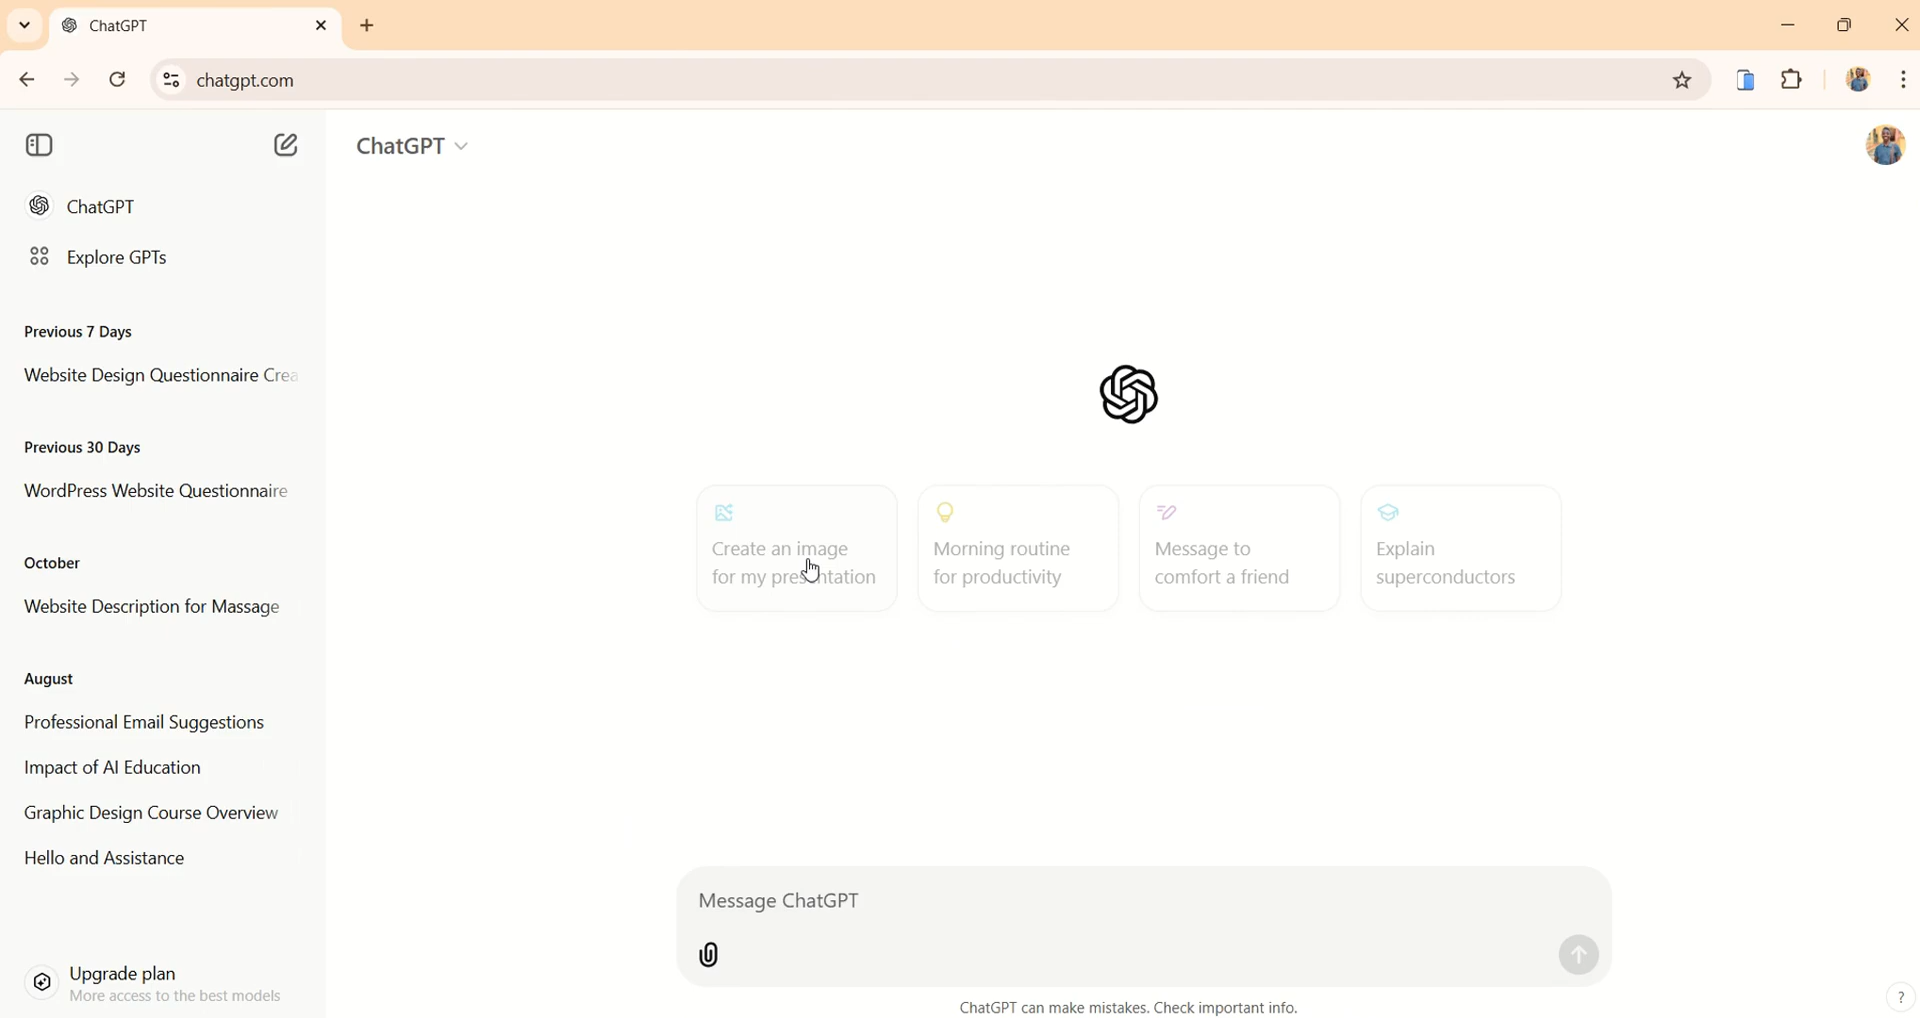 ChatGPT
chatgpt.com
ChatGPT
Explore GPTs
Previous 7 Days
Website Design Questionnaire Crea
Previous 30 Days
WordPress Website Questionnaire
October
Website Description for Massage
August
Professional Email Suggestions
Impact of AI Education
Graphic Design Course Overview
Hello and Assistance
Upgrade plan
More access to the best models
ChatGPT
Create an image
for my presentation
Morning routine
for productivity
Message to
comfort a friend
Explain
superconductors
Message ChatGPT
ChatGPT can make mistakes. Check important info.
?